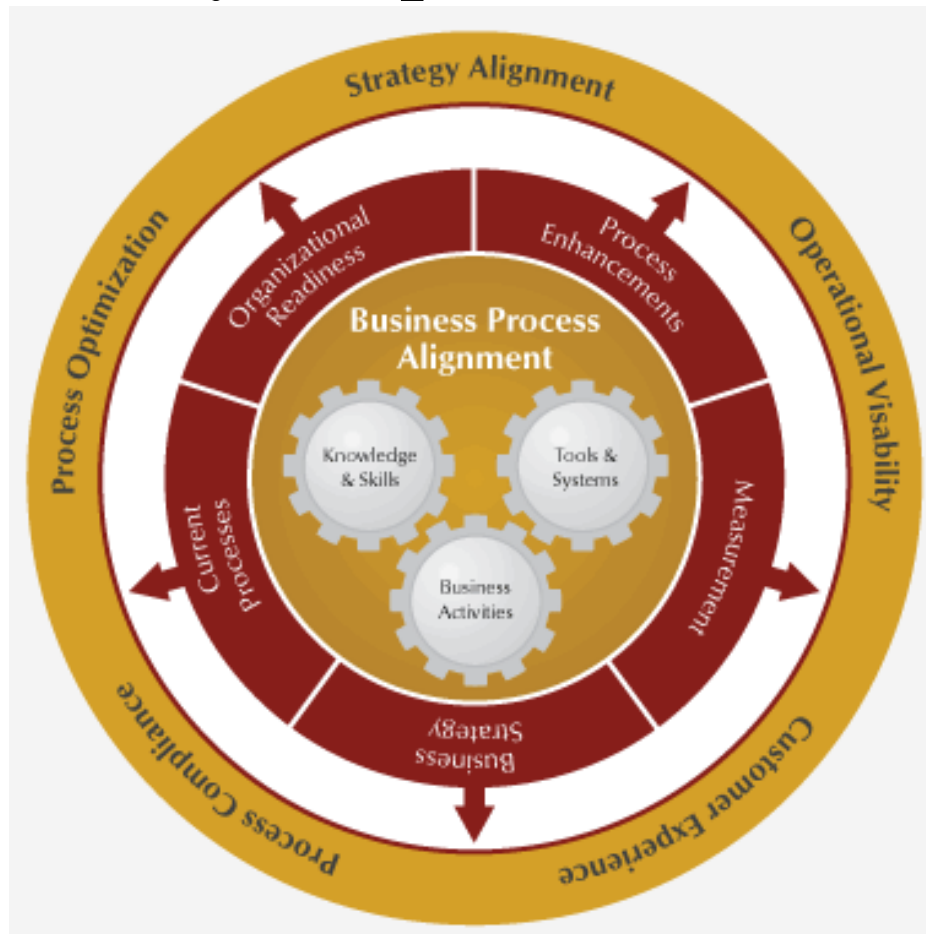 Strategy Alignment
Operational Visability
Customer Experience
Process Compliance
Process Optimization
Organizational
Readiness
Process
Enhancements
Measurement
Business
Strategy
Current
Processes
Business Process
Alignment
Knowledge
& Skills
Tools &
Systems
Business
Activities